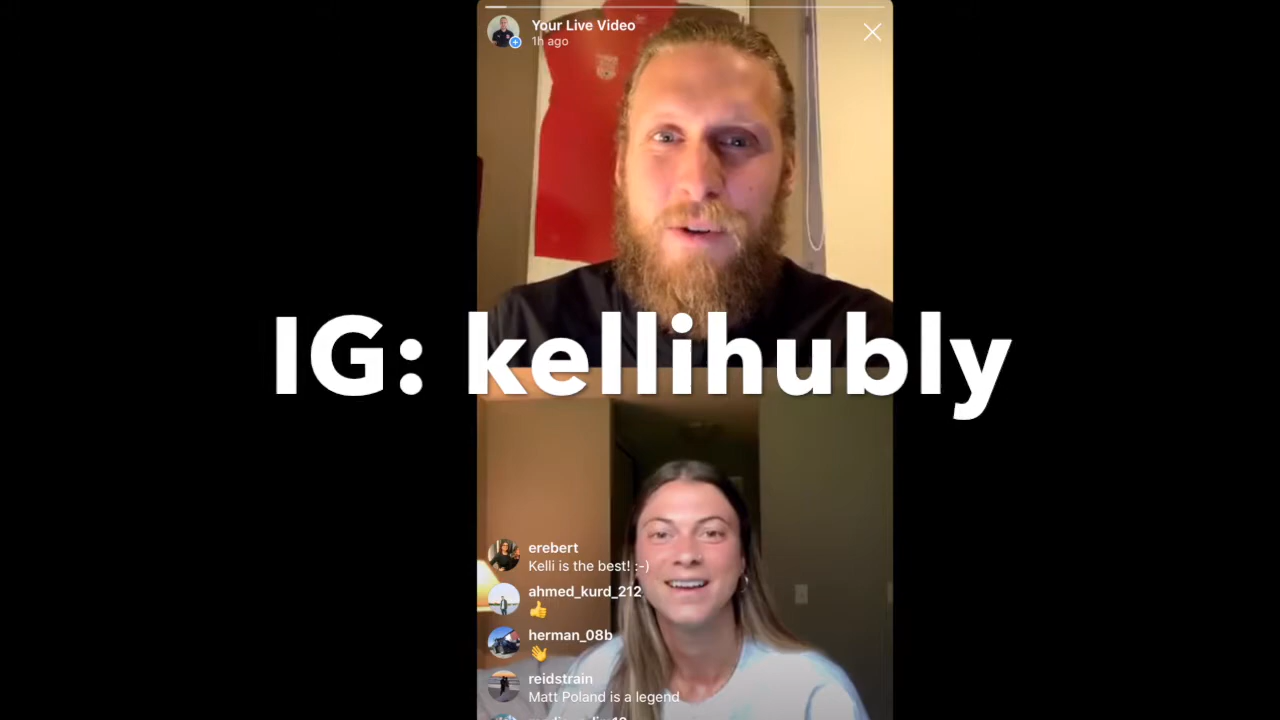 Your Live Video
1h ago
IG: kellihubly
erebert
Kelli is the best! :-)
ahmed_kurd_212
👍
herman_08b
👋
reidstrain
Matt Poland is a legend